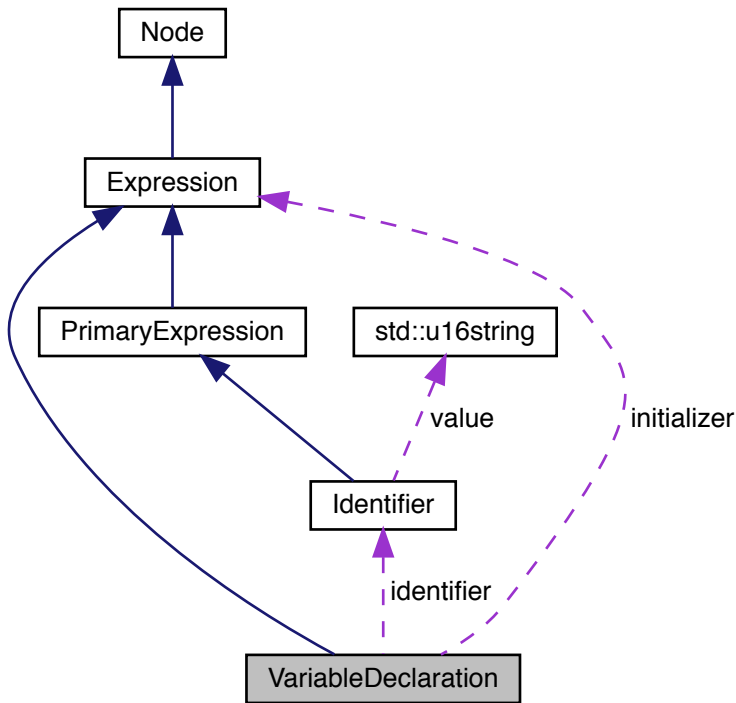 Node
Expression
PrimaryExpression
std::u16string
value
initializer
Identifier
identifier
VariableDeclaration